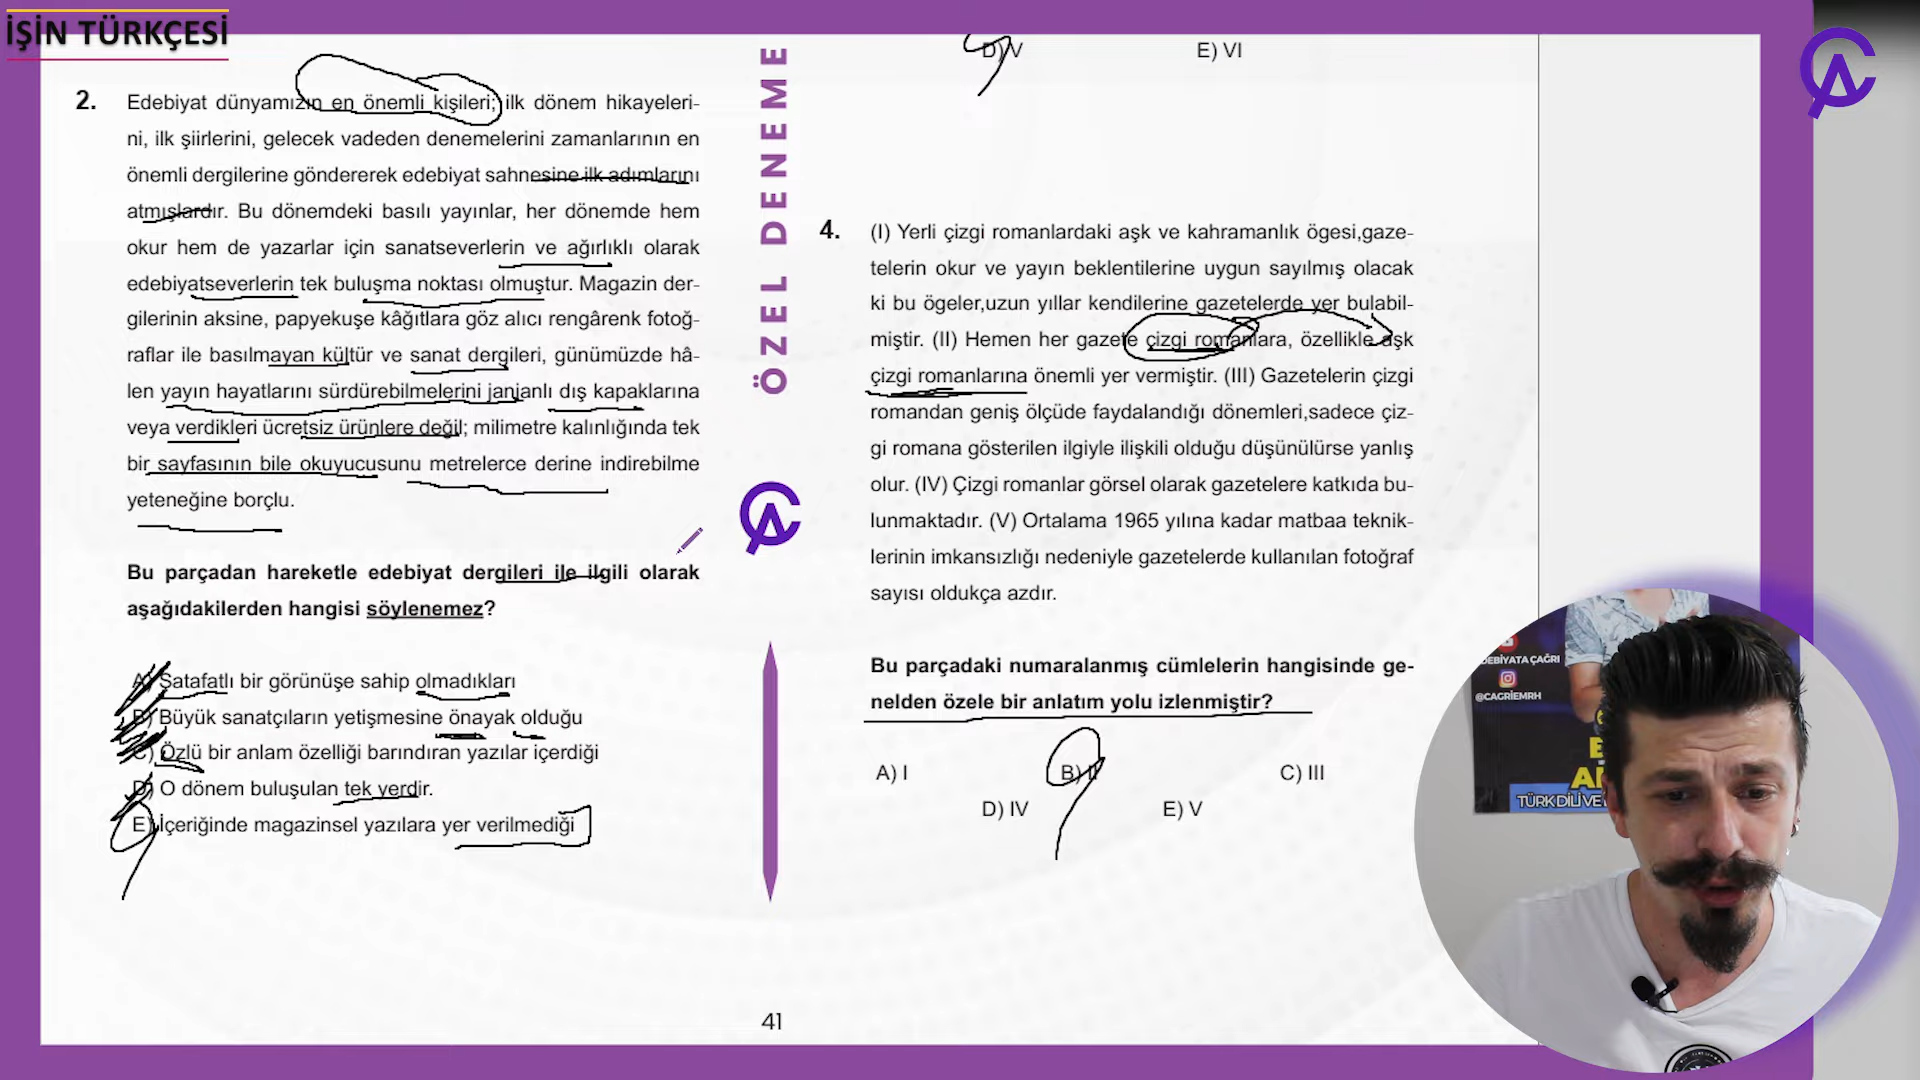 İŞİN TÜRKÇESİ
2. Edebiyat dünyamızın en önemli kişileri; ilk dönem hikayeleri-
ni, ilk şiirlerini, gelecek vadeden denemelerini zamanlarının en
önemli dergilerine göndererek edebiyat sahnesine ilk adımlarını
atmışlardır. Bu dönemdeki basılı yayınlar, her dönemde hem
okur hem de yazarlar için sanatseverlerin ve ağırlıklı olarak
edebiyatseverlerin tek buluşma noktası olmuştur. Magazin der-
gilerinin aksine, papyekuşe kâğıtlara göz alıcı rengârenk fotoğ-
raflar ile basılmayan kültür ve sanat dergileri, günümüzde hâ-
len yayın hayatlarını sürdürebilmelerini janjanlı dış kapaklarına
veya verdikleri ücretsiz ürünlere değil; milimetre kalınlığında tek
bir sayfasının bile okuyucusunu metrelerce derine indirebilme
yeteneğine borçlu.
Bu parçadan hareketle edebiyat dergileri ile ilgili olarak
aşağıdakilerden hangisi söylenemez?
A) Şatafatlı bir görünüşe sahip olmadıkları
B) Büyük sanatçıların yetişmesine önayak olduğu
C) Özlü bir anlam özelliği barındıran yazılar içerdiği
D) O dönem buluşulan tek yerdir.
E) İçeriğinde magazinsel yazılara yer verilmediği
ÖZEL DENEME
D) V E) VI
4. (I) Yerli çizgi romanlardaki aşk ve kahramanlık ögesi,gaze-
telerin okur ve yayın beklentilerine uygun sayılmış olacak
ki bu ögeler,uzun yıllar kendilerine gazetelerde yer bulabil-
miştir. (II) Hemen her gazete çizgi romanlara, özellikle aşk
çizgi romanlarına önemli yer vermiştir. (III) Gazetelerin çizgi
romandan geniş ölçüde faydalandığı dönemleri,sadece çiz-
gi romana gösterilen ilgiyle ilişkili olduğu düşünülürse yanlış
olur. (IV) Çizgi romanlar görsel olarak gazetelere katkıda bu-
lunmaktadır. (V) Ortalama 1965 yılına kadar matbaa teknik-
lerinin imkansızlığı nedeniyle gazetelerde kullanılan fotoğraf
sayısı oldukça azdır.
Bu parçadaki numaralanmış cümlelerin hangisinde ge-
nelden özele bir anlatım yolu izlenmiştir?
A) I B) II C) III
D) IV E) V
41
@CAGRIEMRH